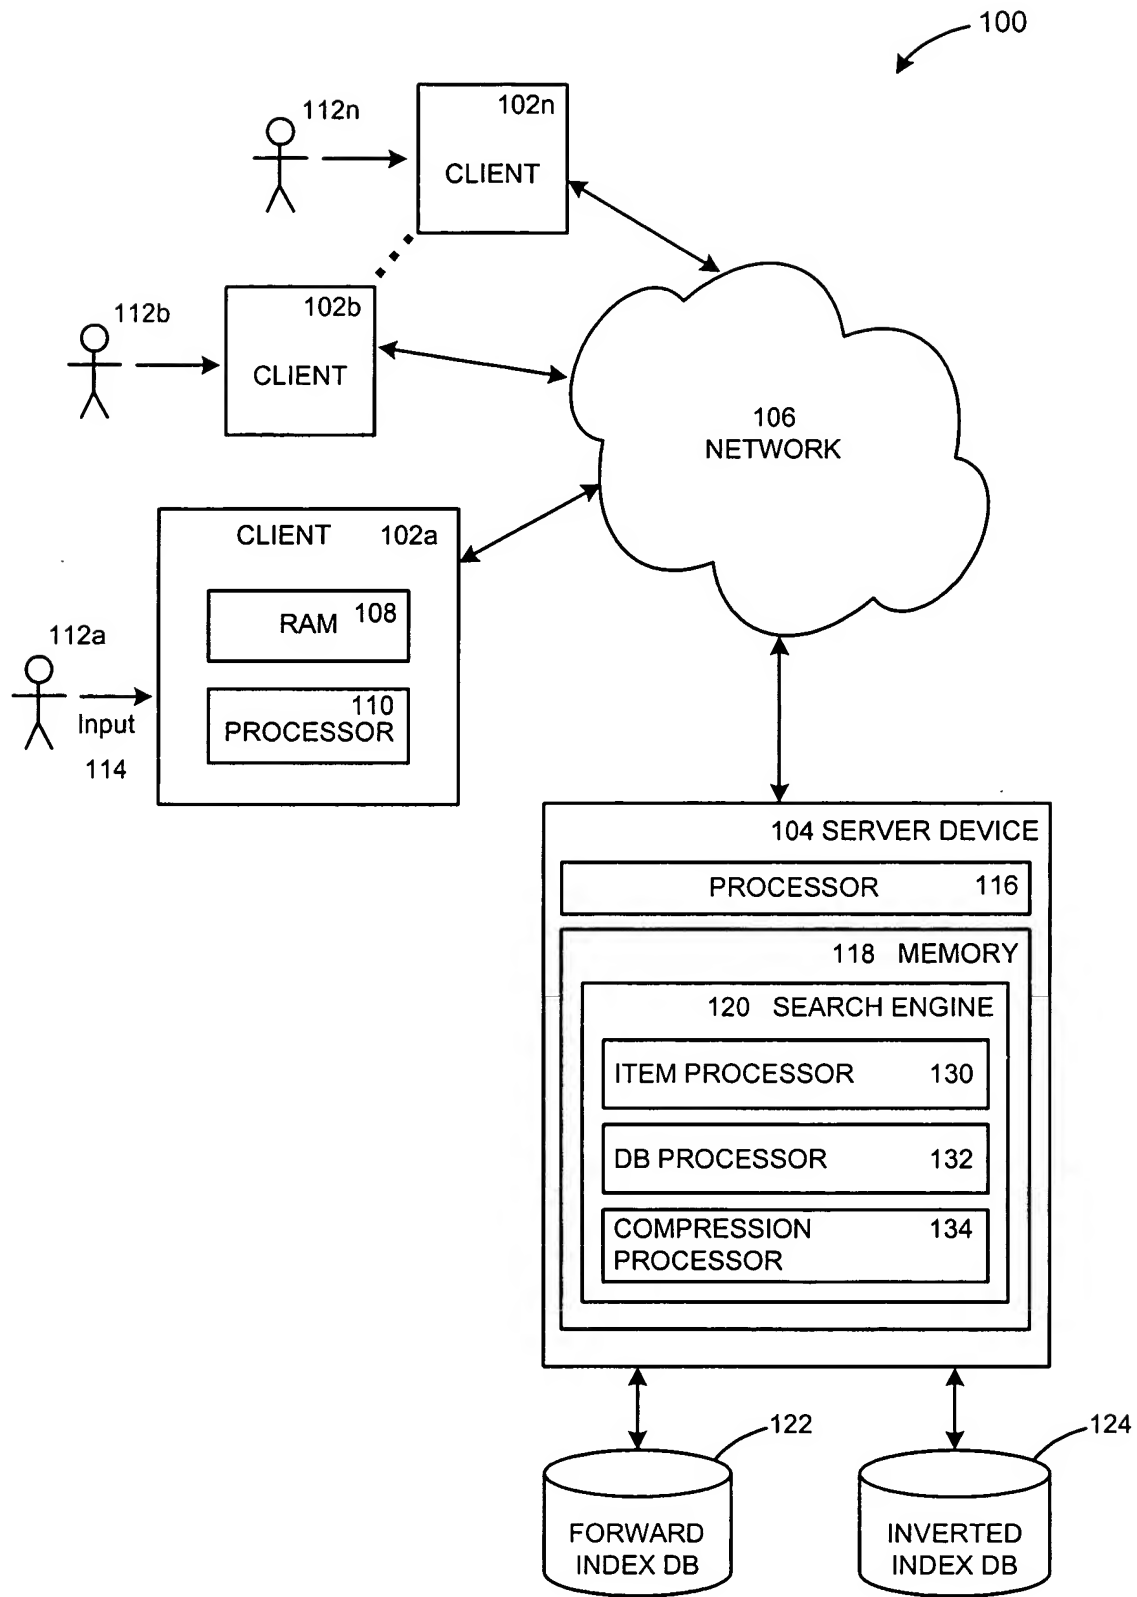 100
112n
102n
CLIENT
112b
102b
CLIENT
106
NETWORK
CLIENT 102a
RAM 108
112a
110
PROCESSOR
Input
114
104 SERVER DEVICE
PROCESSOR 116
118 MEMORY
120 SEARCH ENGINE
ITEM PROCESSOR 130
DB PROCESSOR 132
COMPRESSION 134
PROCESSOR
122
124
FORWARD
INDEX DB
INVERTED
INDEX DB